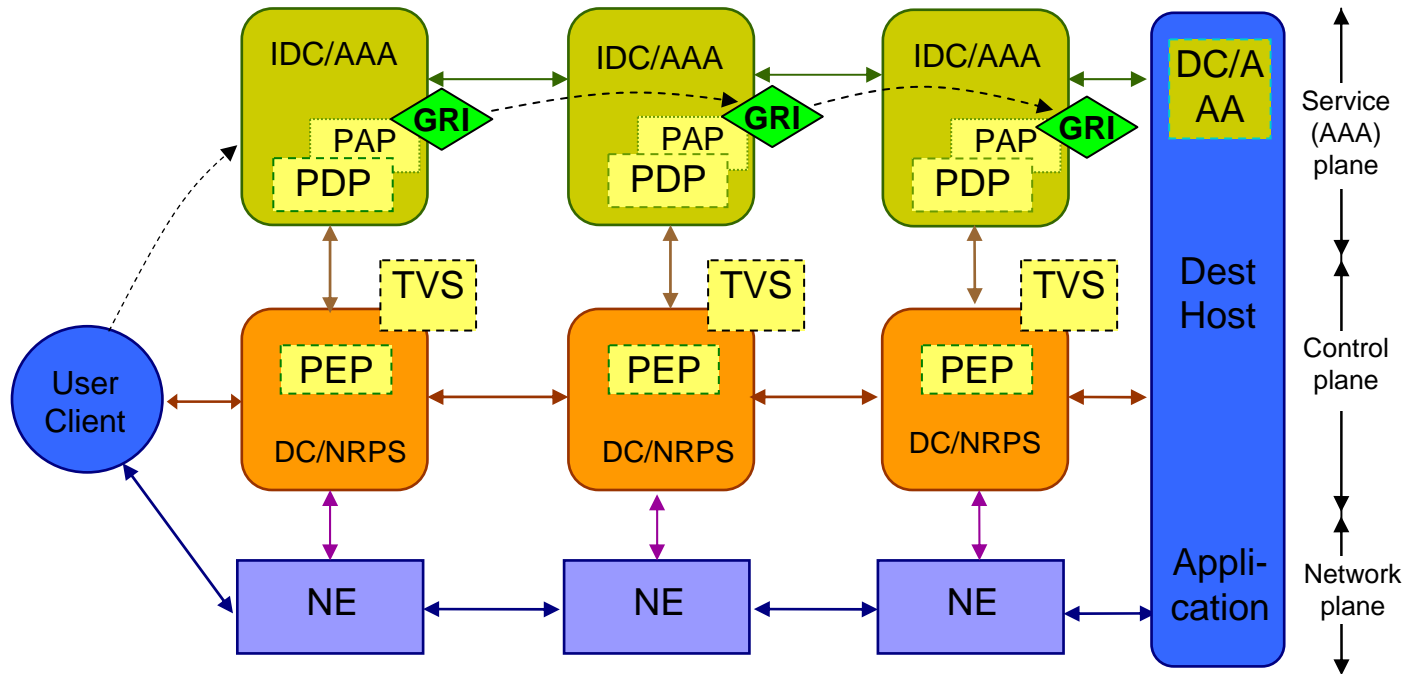 IDC/AAA
IDC/AAA
IDC/AAA
DC/A
AA
GRI
GRI
GRI
PAP
PAP
PAP
PDP
PDP
PDP
Service
(AAA)
plane
TVS
TVS
TVS
Dest
Host
User
Client
PEP
PEP
PEP
DC/NRPS
DC/NRPS
DC/NRPS
Control
plane
NE
NE
NE
Appli-
cation
Network
plane